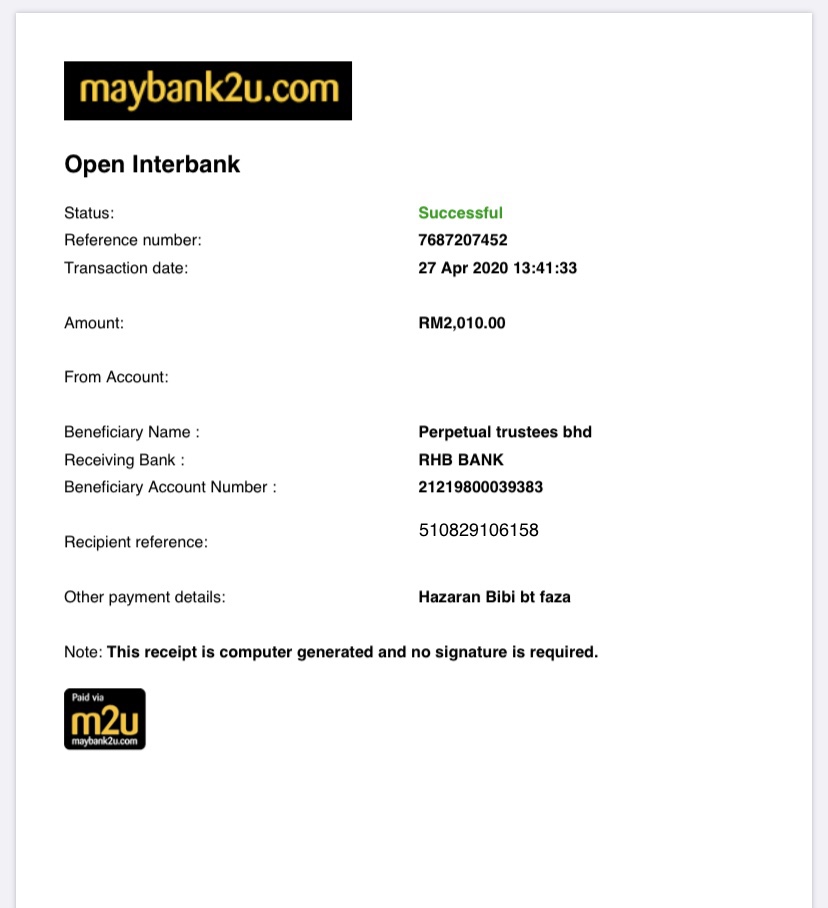 maybank2u.com
Open Interbank
Status: Successful
Reference number: 7687207452
Transaction date: 27 Apr 2020 13:41:33
Amount: RM2,010.00
From Account:
Beneficiary Name : Perpetual trustees bhd
Receiving Bank : RHB BANK
Beneficiary Account Number : 21219800039383
Recipient reference: 510829106158
Other payment details: Hazaran Bibi bt faza
Note: This receipt is computer generated and no signature is required.
Paid via
m2u
maybank2u.com